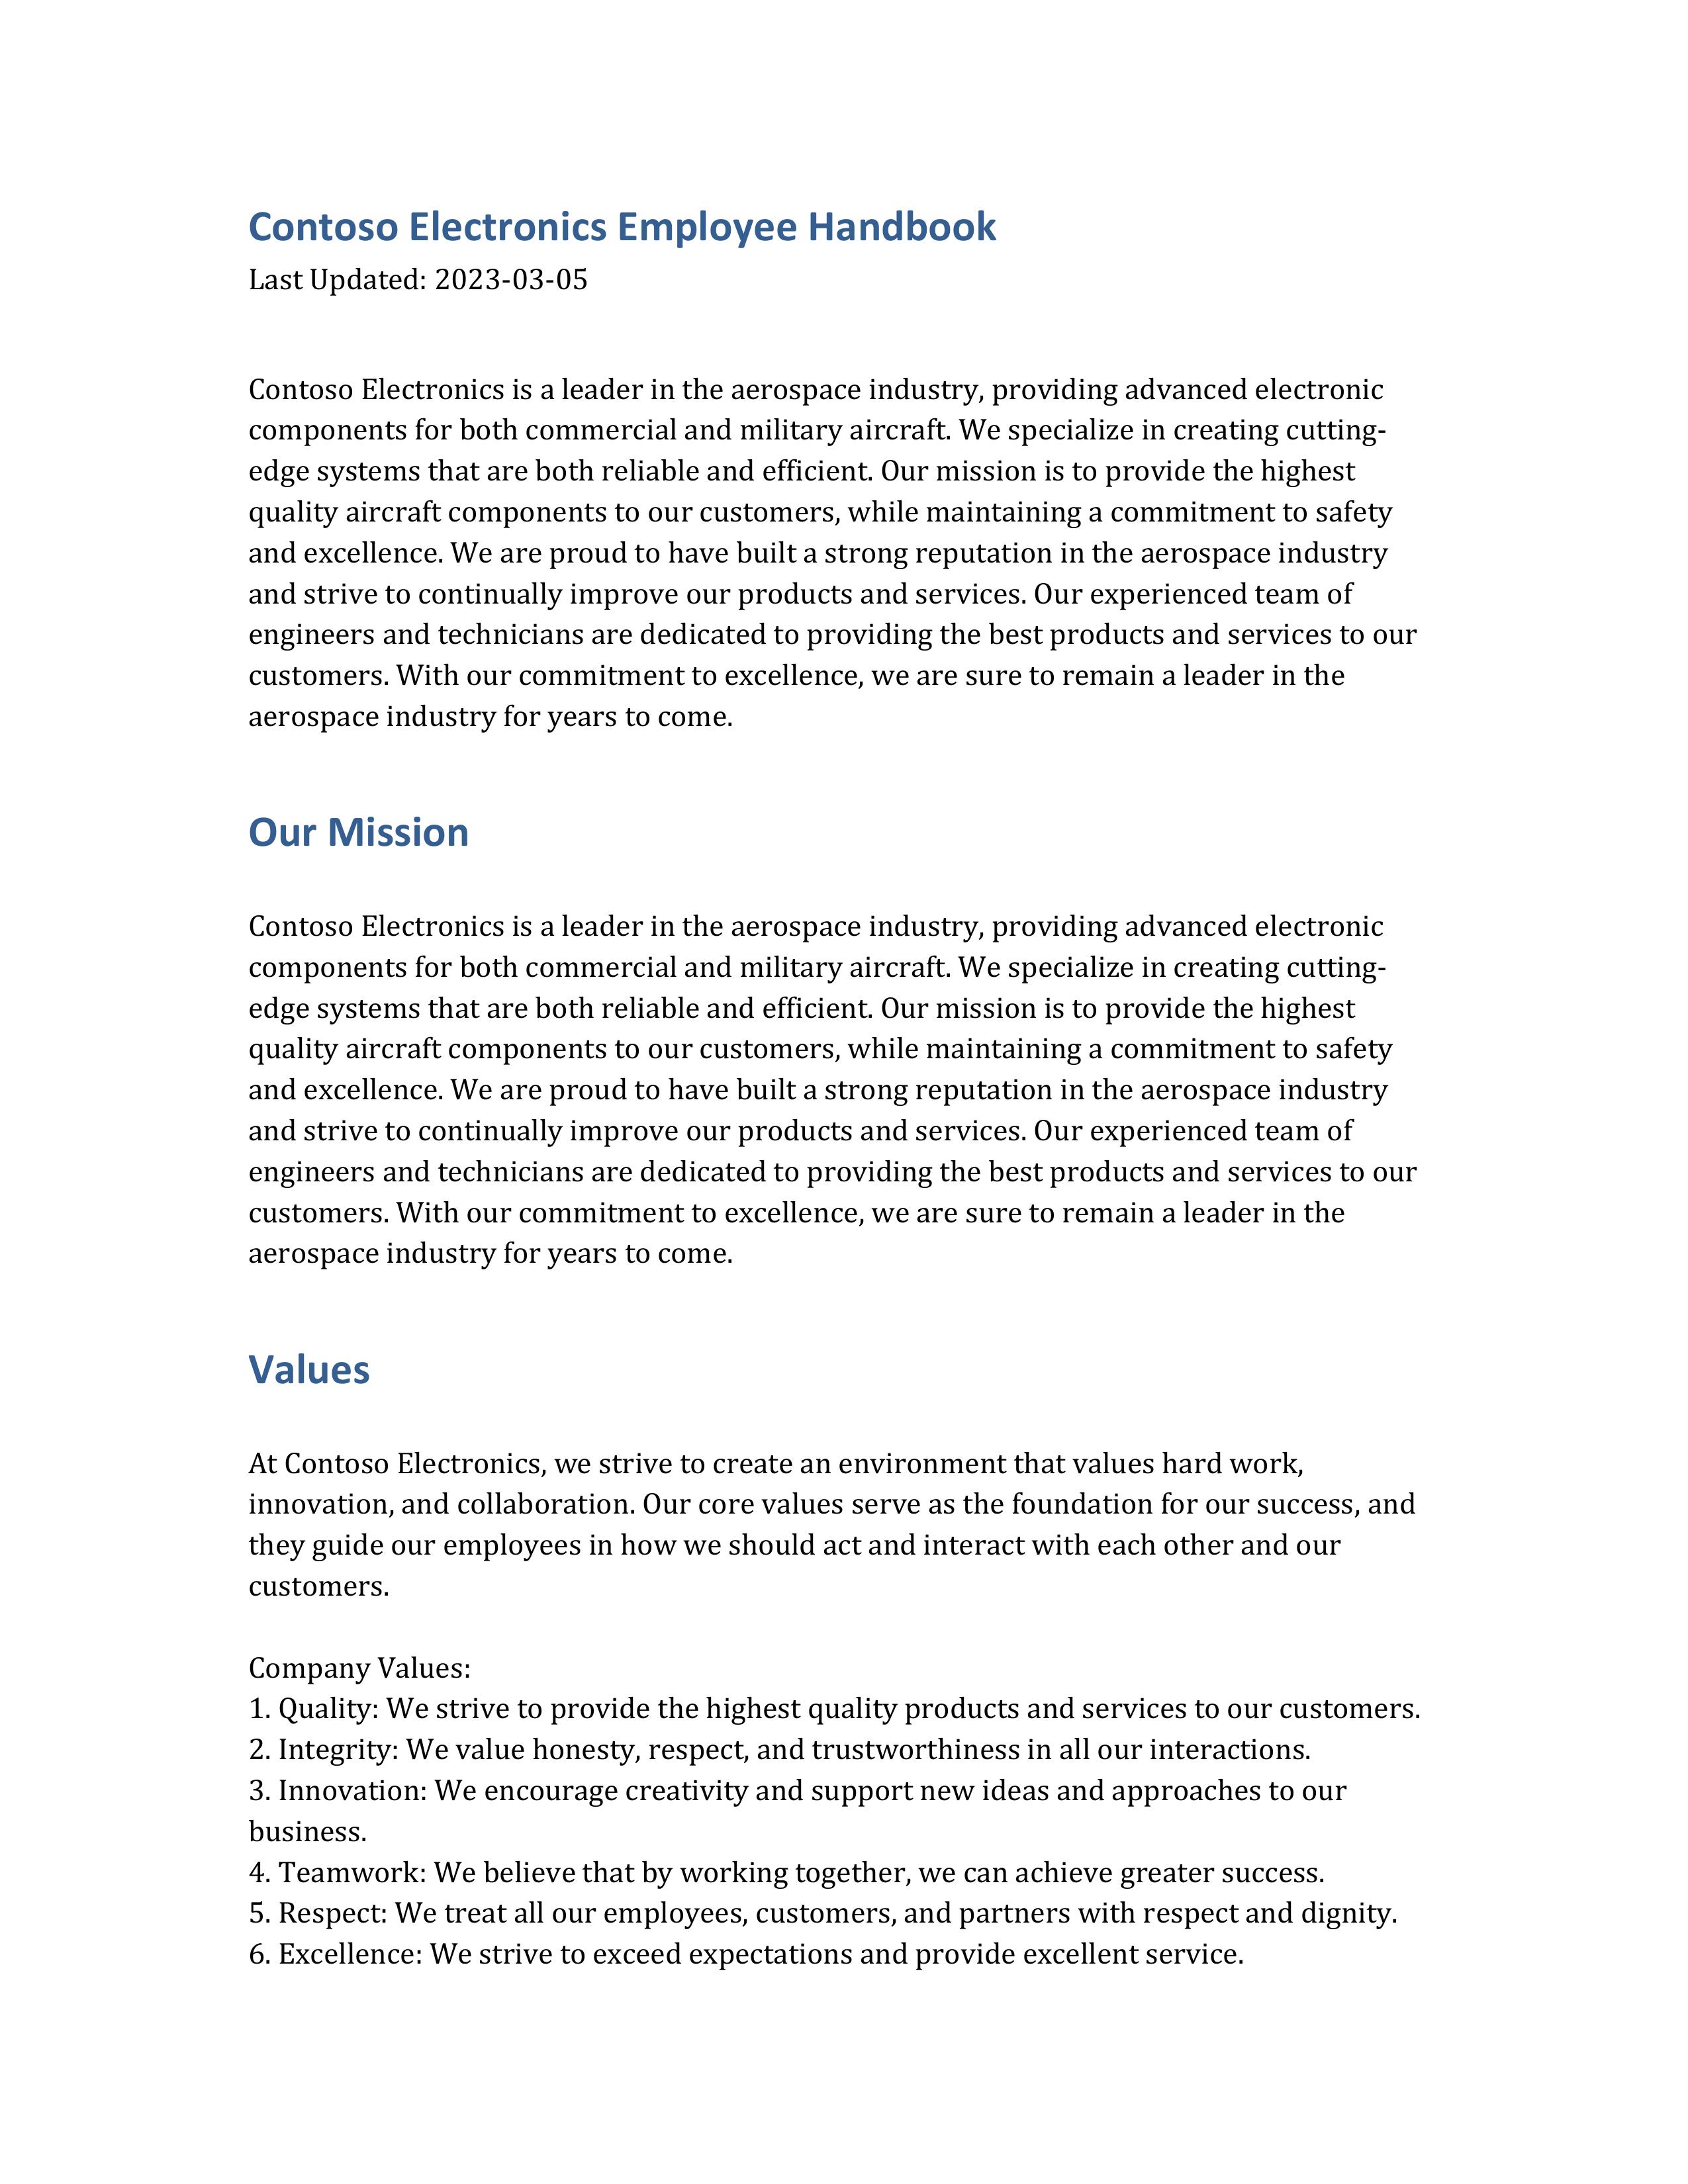 Contoso Electronics Employee Handbook
Last Updated: 2023-03-05
Contoso Electronics is a leader in the aerospace industry, providing advanced electronic
components for both commercial and military aircraft. We specialize in creating cutting-
edge systems that are both reliable and efficient. Our mission is to provide the highest
quality aircraft components to our customers, while maintaining a commitment to safety
and excellence. We are proud to have built a strong reputation in the aerospace industry
and strive to continually improve our products and services. Our experienced team of
engineers and technicians are dedicated to providing the best products and services to our
customers. With our commitment to excellence, we are sure to remain a leader in the
aerospace industry for years to come.
Our Mission
Contoso Electronics is a leader in the aerospace industry, providing advanced electronic
components for both commercial and military aircraft. We specialize in creating cutting-
edge systems that are both reliable and efficient. Our mission is to provide the highest
quality aircraft components to our customers, while maintaining a commitment to safety
and excellence. We are proud to have built a strong reputation in the aerospace industry
and strive to continually improve our products and services. Our experienced team of
engineers and technicians are dedicated to providing the best products and services to our
customers. With our commitment to excellence, we are sure to remain a leader in the
aerospace industry for years to come.
Values
At Contoso Electronics, we strive to create an environment that values hard work,
innovation, and collaboration. Our core values serve as the foundation for our success, and
they guide our employees in how we should act and interact with each other and our
customers.
Company Values:
1. Quality: We strive to provide the highest quality products and services to our customers.
2. Integrity: We value honesty, respect, and trustworthiness in all our interactions.
3. Innovation: We encourage creativity and support new ideas and approaches to our
business.
4. Teamwork: We believe that by working together, we can achieve greater success.
5. Respect: We treat all our employees, customers, and partners with respect and dignity.
6. Excellence: We strive to exceed expectations and provide excellent service.